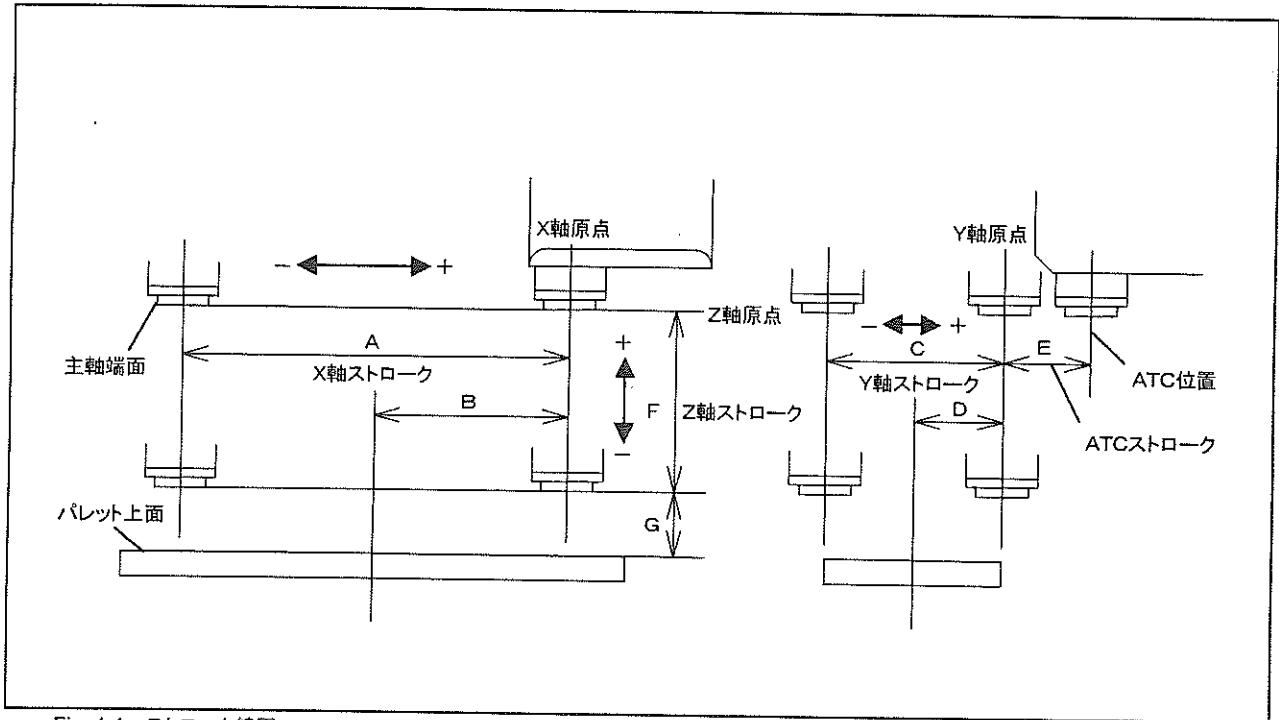 X軸原点
Y軸原点
- +
Z軸原点
- +
主軸端面
A
X軸ストローク
+
C
E
ATC位置
Y軸ストローク
B
F
Z軸ストローク
D
-
ATCストローク
パレット上面
G